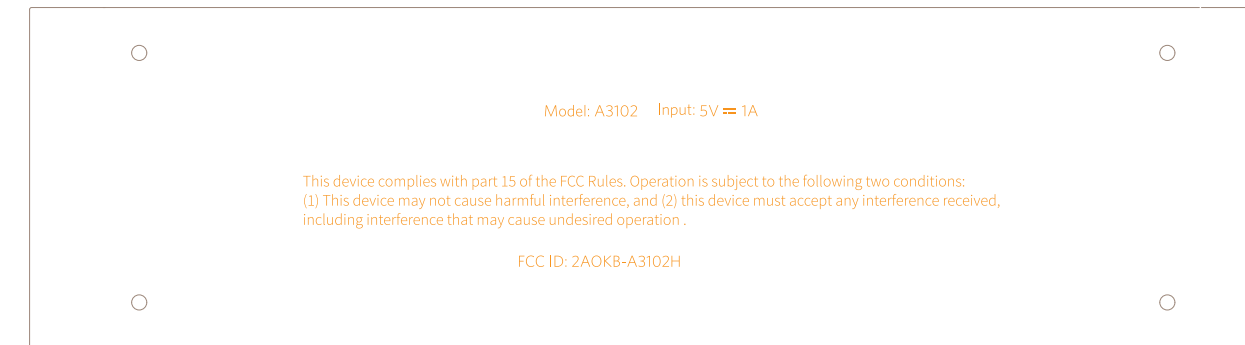 Model: A3102 Input: 5V ⎓ 1A
This device complies with part 15 of the FCC Rules. Operation is subject to the following two conditions:
(1) This device may not cause harmful interference, and (2) this device must accept any interference received,
including interference that may cause undesired operation .
FCC ID: 2AOKB-A3102H